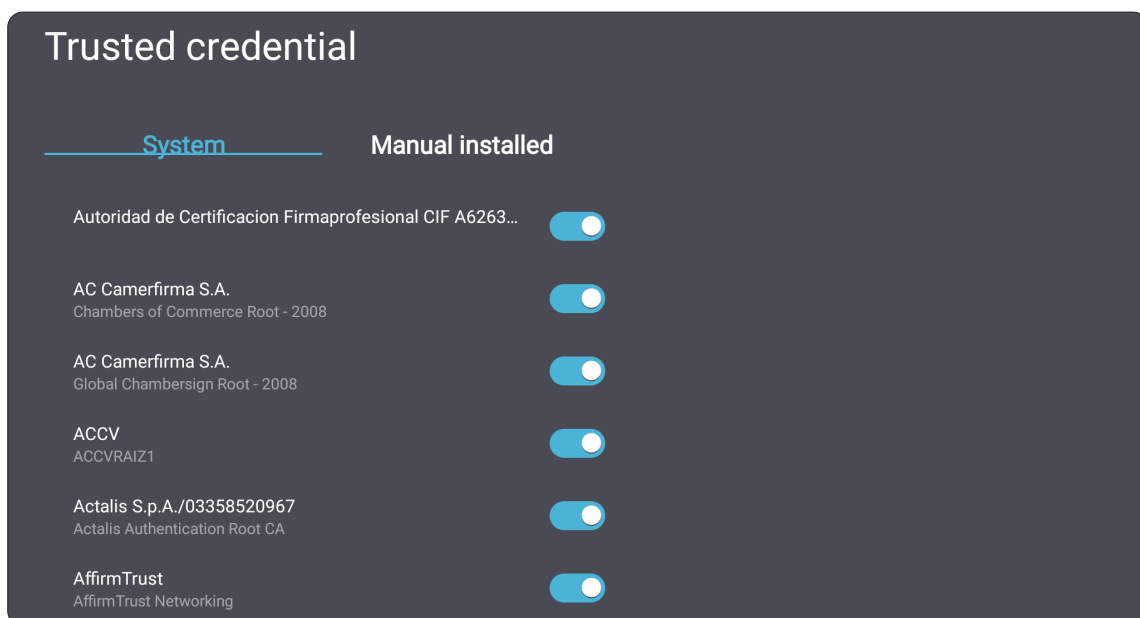 Trusted credential
System
Manual installed
Autoridad de Certificacion Firmaprofesional CIF A6263...
AC Camerfirma S.A.
Chambers of Commerce Root - 2008
AC Camerfirma S.A.
Global Chambersign Root - 2008
ACCV
ACCVRAIZ1
Actalis S.p.A./03358520967
Actalis Authentication Root CA
AffirmTrust
AffirmTrust Networking